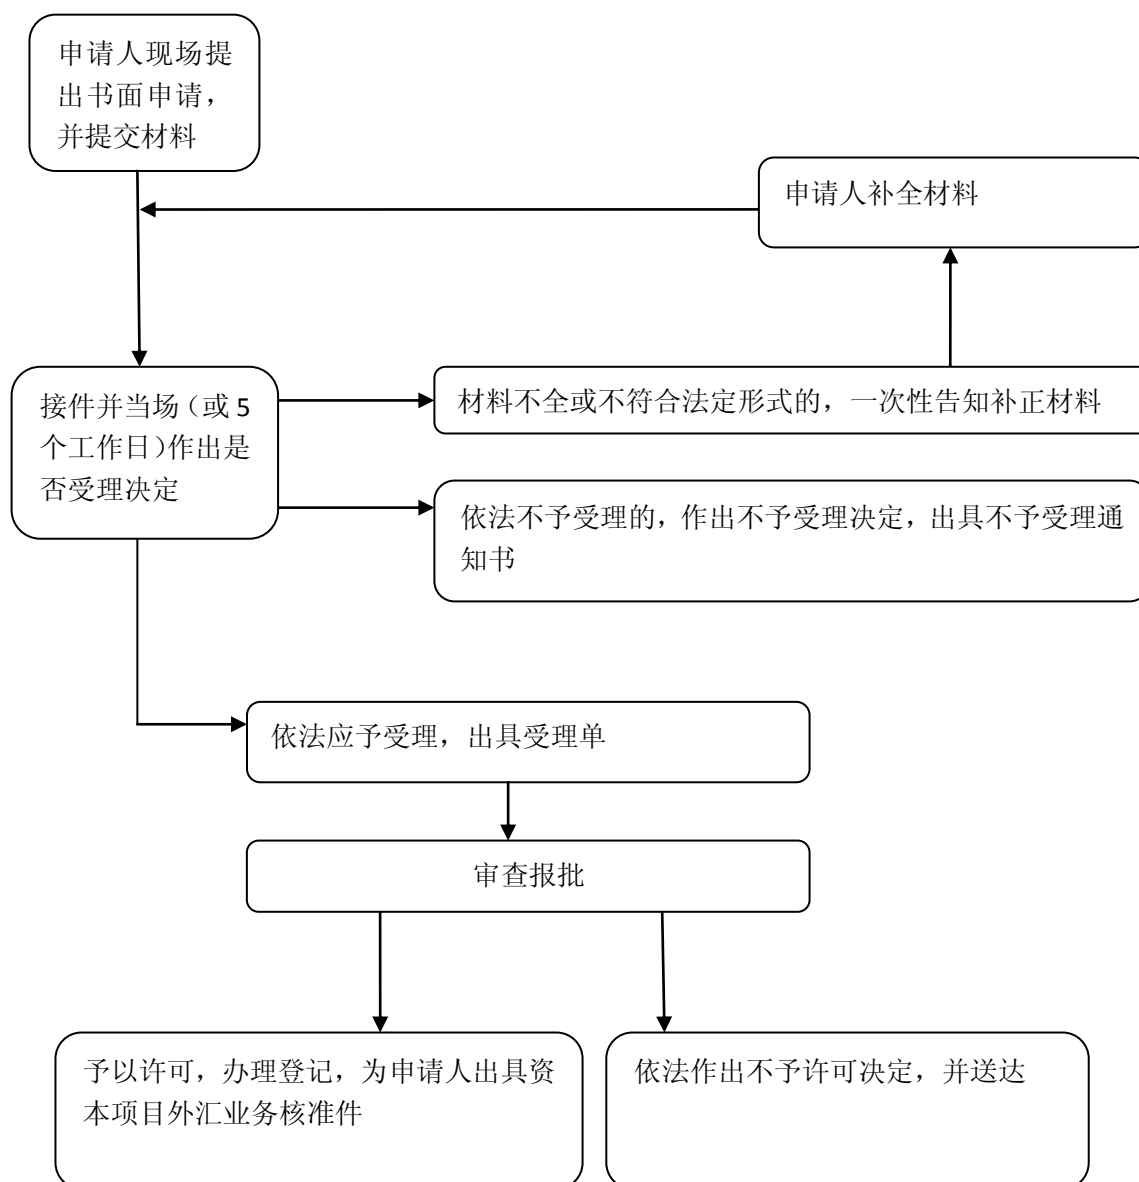 申请人现场提
出书面申请，
并提交材料
申请人补全材料
接件并当场（或 5
个工作日）作出是
否受理决定
材料不全或不符合法定形式的，一次性告知补正材料
依法不予受理的，作出不予受理决定，出具不予受理通
知书
依法应予受理，出具受理单
审查报批
予以许可，办理登记，为申请人出具资
本项目外汇业务核准件
依法作出不予许可决定，并送达